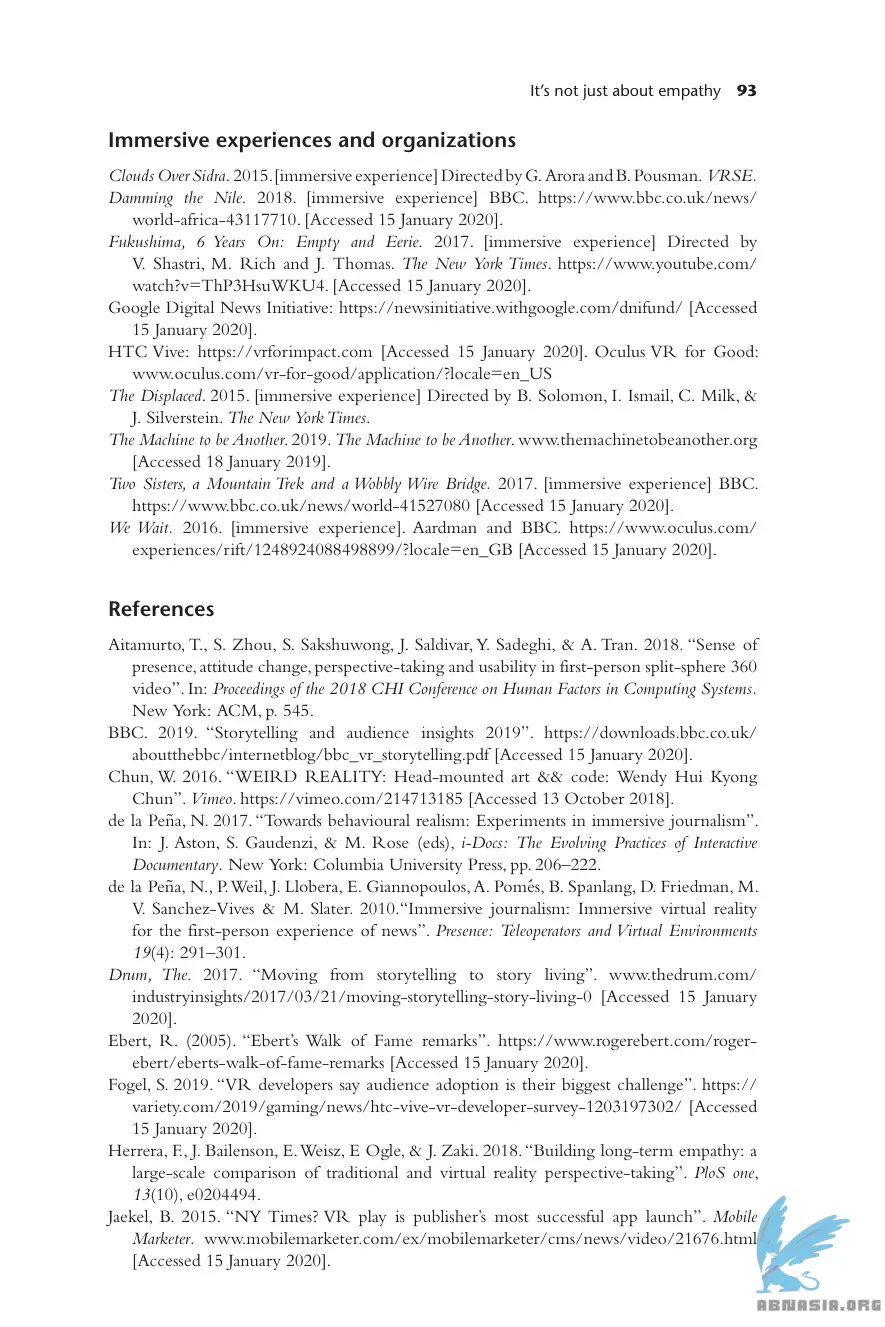 It's not just about empathy 93
Immersive experiences and organizations
Clouds Over Sidra. 2015. [immersive experience] Directed by G. Arora and B. Pousman. VRSE.
Damming the Nile. 2018. [immersive experience] BBC. https://www.bbc.co.uk/news/
world-africa-43117710. [Accessed 15 January 2020].
Fukushima, 6 Years On: Empty and Eerie. 2017. [immersive experience] Directed by
V. Shastri, M. Rich and J. Thomas. The New York Times. https://www.youtube.com/
watch?v=ThP3HsuWKU4. [Accessed 15 January 2020].
Google Digital News Initiative: https://newsinitiative.withgoogle.com/dnifund/ [Accessed
15 January 2020].
HTC Vive: https://vrforimpact.com [Accessed 15 January 2020]. Oculus VR for Good:
www.oculus.com/vr-for-good/application/?locale=en_US
The Displaced. 2015. [immersive experience] Directed by B. Solomon, I. Ismail, C. Milk, &
J. Silverstein. The New York Times.
The Machine to be Another. 2019. The Machine to be Another. www.themachinetobeanother.org
[Accessed 18 January 2019].
Two Sisters, a Mountain Trek and a Wobbly Wire Bridge. 2017. [immersive experience] BBC.
https://www.bbc.co.uk/news/world-41527080 [Accessed 15 January 2020].
We Wait. 2016. [immersive experience]. Aardman and BBC. https://www.oculus.com/
experiences/rift/1248924088498899/?locale=en_GB [Accessed 15 January 2020].
References
Aitamurto, T., S. Zhou, S. Sakshuwong, J. Saldivar, Y. Sadeghi, & A. Tran. 2018. “Sense of
presence, attitude change, perspective-taking and usability in first-person split-sphere 360
video”. In: Proceedings of the 2018 CHI Conference on Human Factors in Computing Systems.
New York: ACM, p. 545.
BBC. 2019. “Storytelling and audience insights 2019”. https://downloads.bbc.co.uk/
aboutthebbc/internetblog/bbc_vr_storytelling.pdf [Accessed 15 January 2020].
Chun, W. 2016. “WEIRD REALITY: Head-mounted art && code: Wendy Hui Kyong
Chun”. Vimeo. https://vimeo.com/214713185 [Accessed 13 October 2018].
de la Peña, N. 2017. “Towards behavioural realism: Experiments in immersive journalism”.
In: J. Aston, S. Gaudenzi, & M. Rose (eds), i-Docs: The Evolving Practices of Interactive
Documentary. New York: Columbia University Press, pp. 206–222.
de la Peña, N., P. Weil, J. Llobera, E. Giannopoulos, A. Pomés, B. Spanlang, D. Friedman, M.
V. Sanchez-Vives & M. Slater. 2010.“Immersive journalism: Immersive virtual reality
for the first-person experience of news”. Presence: Teleoperators and Virtual Environments
19(4): 291–301.
Drum, The. 2017. “Moving from storytelling to story living”. www.thedrum.com/
industryinsights/2017/03/21/moving-storytelling-story-living-0 [Accessed 15 January
2020].
Ebert, R. (2005). “Ebert’s Walk of Fame remarks”. https://www.rogerebert.com/roger-
ebert/eberts-walk-of-fame-remarks [Accessed 15 January 2020].
Fogel, S. 2019. “VR developers say audience adoption is their biggest challenge”. https://
variety.com/2019/gaming/news/htc-vive-vr-developer-survey-1203197302/ [Accessed
15 January 2020].
Herrera, F., J. Bailenson, E. Weisz, E Ogle, & J. Zaki. 2018. “Building long-term empathy: a
large-scale comparison of traditional and virtual reality perspective-taking”. PloS one,
13(10), e0204494.
Jaekel, B. 2015. “NY Times? VR play is publisher’s most successful app launch”. Mobile
Marketer. www.mobilemarketer.com/ex/mobilemarketer/cms/news/video/21676.html
[Accessed 15 January 2020].
ABNASIA.ORG